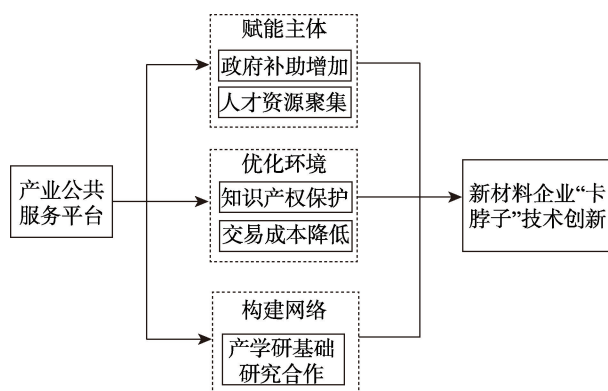 赋能主体
政府补助增加
人才资源聚集
产业公共
服务平台
优化环境
知识产权保护
交易成本降低
新材料企业“卡
脖子”技术创新
构建网络
产学研基础
研究合作